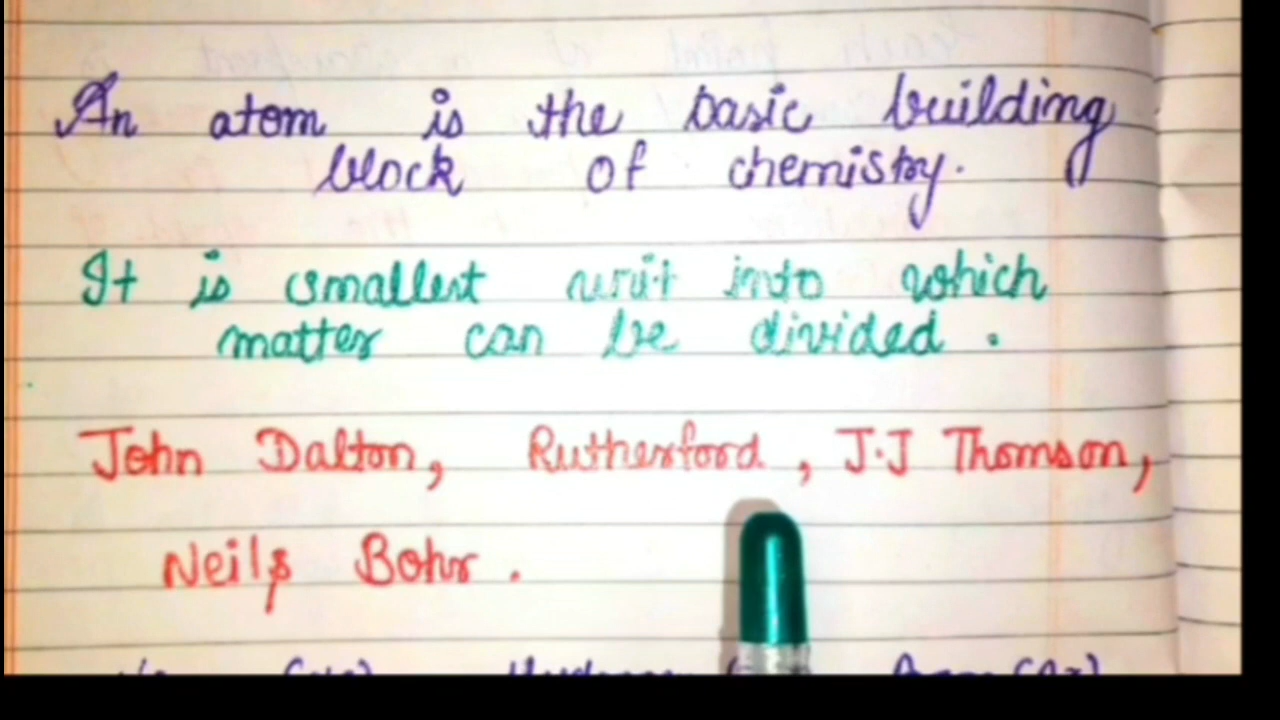 An atom is the basic building
block of chemistry.
It is smallest unit into which
matter can be divided.
John Dalton, Rutherford, J.J Thomson,
Neils Bohr.